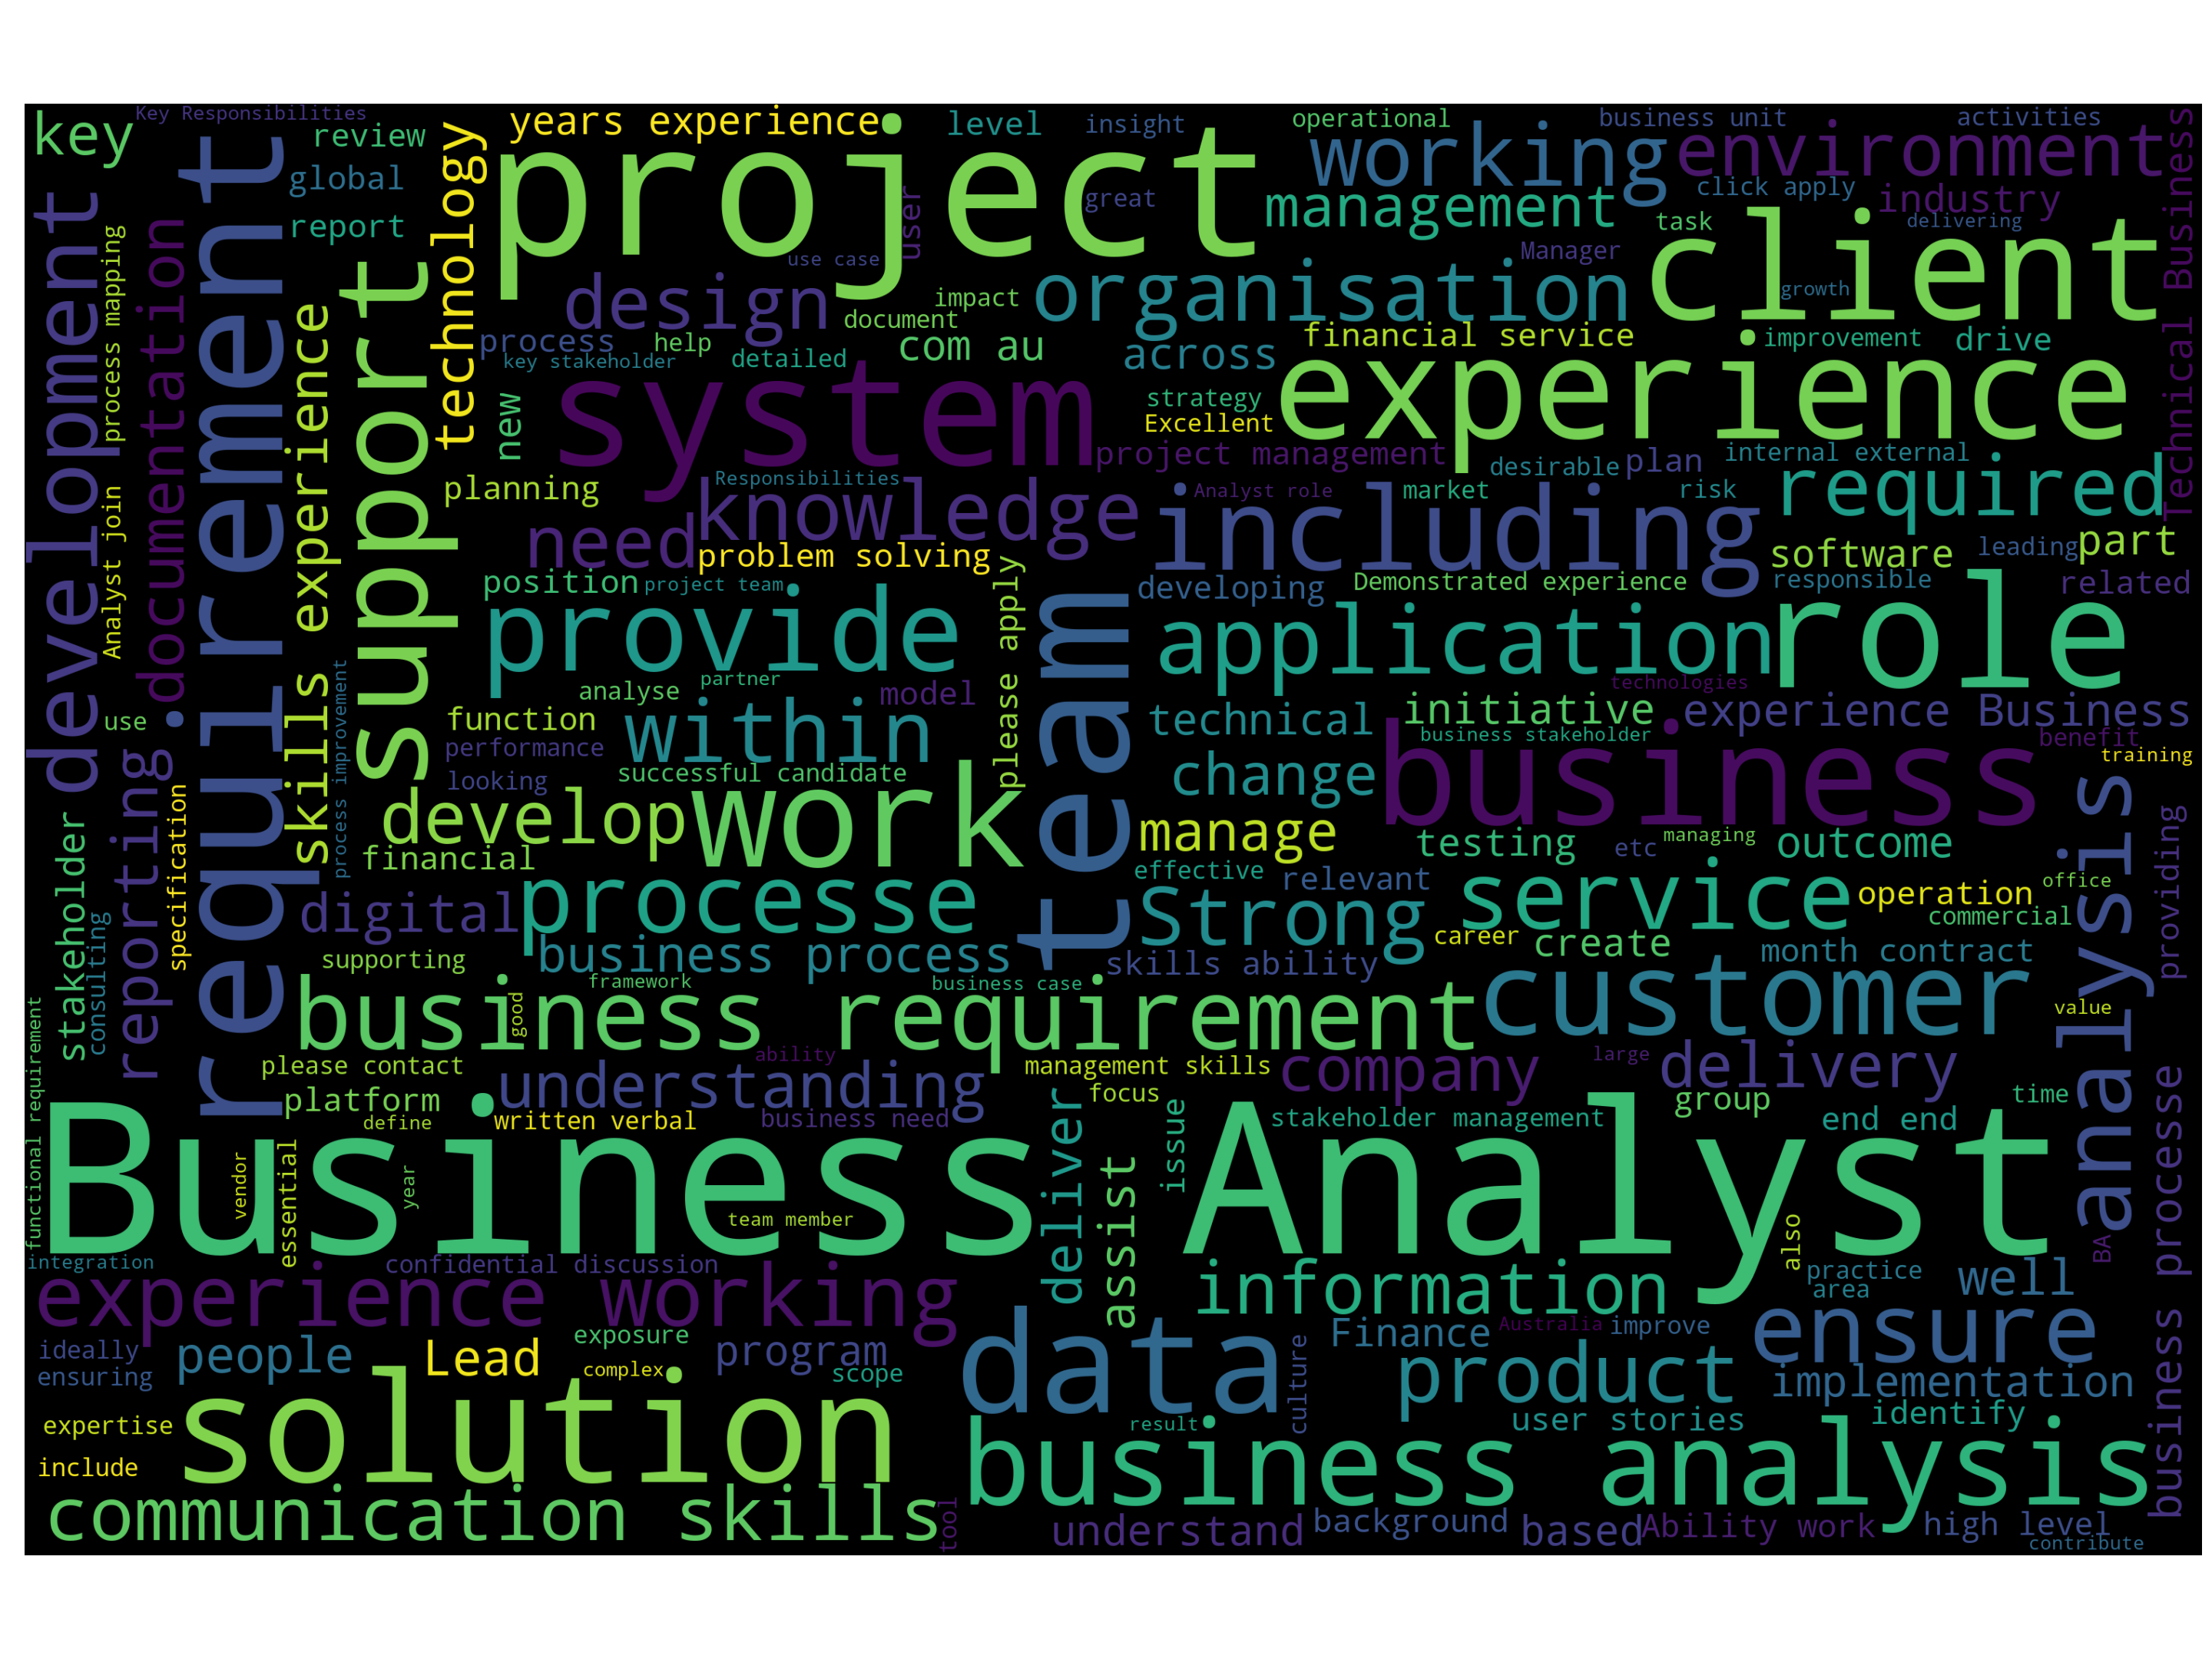 key
Key Responsibilities
review
global
report
years experience
level
insight
operational
business unit
activities
project
working
environment
client
management
click apply
industry
great
task
delivering
user
technology
requirement
support
development
documentation
process mapping
Analyst join
skills experience
Technical Business
use case
Manager
design
organisation
growth
impact
document
process
help
com au
across
financial service
improvement
drive
key stakeholder
detailed
system
experience
new
strategy
Excellent
project management
desirable
plan
internal external
planning
Responsibilities
Analyst role
market
risk
required
knowledge
including
need
problem solving
software
leading
part
position
project team
please apply
developing
Demonstrated experience
responsible
related
provide
team
application
role
analyse
partner
model
technologies
use
function
within
technical
initiative
experience Business
performance
business stakeholder
benefit
training
looking
successful candidate
change
business
process improvement
reporting
specification
stakeholder
consulting
develop
work
manage
testing
etc
managing
outcome
analysis
providing
financial
effective
relevant
digital
processe
Strong
service
operation
office
commercial
business process
career
create
month contract
supporting
skills ability
framework
business case
good
business requirement
customer
value
functional requirement
please contact
ability
management skills
company
large
delivery
understanding
platform
focus
group
time
define
written verbal
business need
stakeholder management
end end
Business
Analyst
deliver
issue
assist
vendor
essential
year
team member
also
BA
business processe
integration
confidential discussion
experience working
information
practice
area
well
ideally
ensuring
people
Lead
exposure
program
data
Finance
Australia
improve
ensure
complex
scope
culture
product
implementation
expertise
solution
result
user stories
identify
include
business analysis
communication skills
tool
understand
background
based
Ability work
high level
contribute